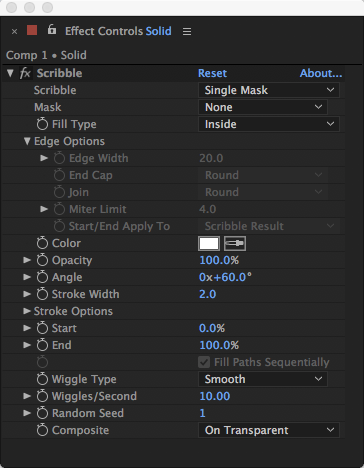 Effect Controls Solid
Comp 1 • Solid
fx Scribble Reset About...
Scribble Single Mask
Mask None
Fill Type Inside
Edge Options
Edge Width 20.0
End Cap Round
Join Round
Miter Limit 4.0
Start/End Apply To Scribble Result
Color
Opacity 100.0%
Angle 0x+60.0°
Stroke Width 2.0
Stroke Options
Start 0.0%
End 100.0%
Fill Paths Sequentially
Wiggle Type Smooth
Wiggles/Second 10.00
Random Seed 1
Composite On Transparent